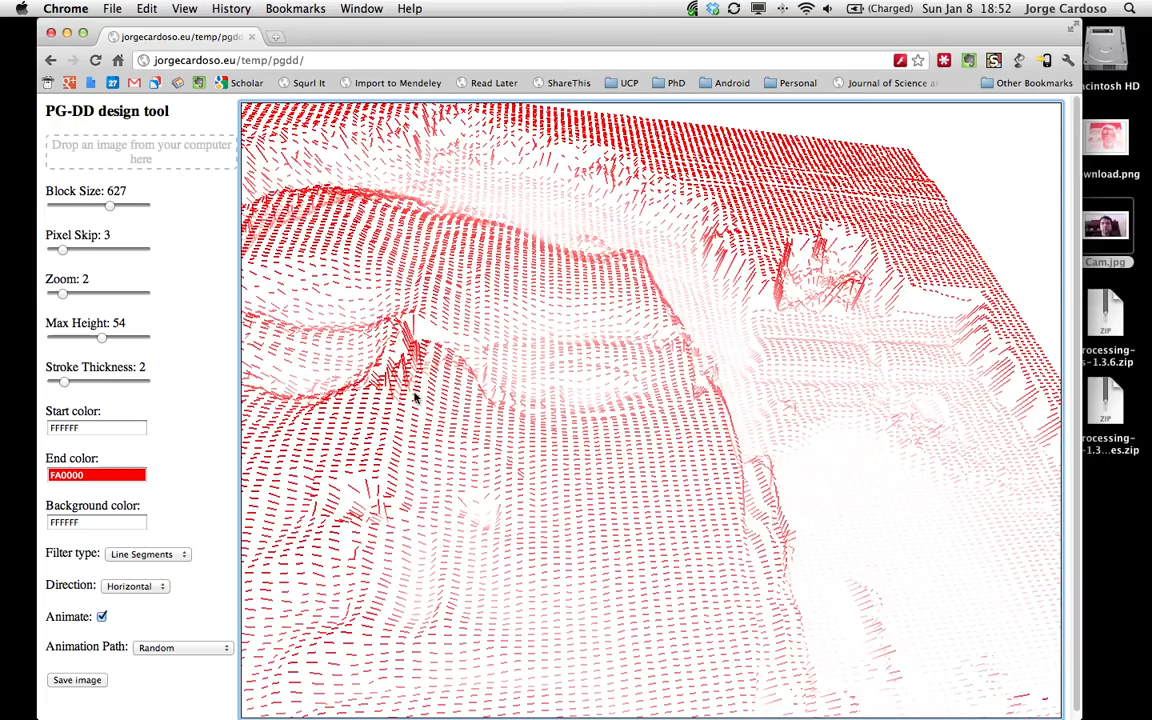 Chrome File Edit View History Bookmarks Window Help (Charged) Sun Jan 8 18:52 Jorge Cardoso
jorgecardoso.eu/temp/pgdd
jorgecardoso.eu/temp/pgdd/
27 Scholar Squrl It Import to Mendeley Read Later ShareThis UCP PhD Android Personal Journal of Science Other Bookmarks
PG-DD design tool
Drop an image from your computer
here
Block Size: 627
Pixel Skip: 3
Zoom: 2
Max Height: 54
Stroke Thickness: 2
Start color:
FFFFFF
End color:
FA0000
Background color:
FFFFFF
Filter type: Line Segments
Direction: Horizontal
Animate:
Animation Path: Random
Save image
acintosh HD
wnload.png
Cam.jpg
ZIP
rocessing-
s-1.3.6.zip
ZIP
rocessing-
-1.3...es.zip